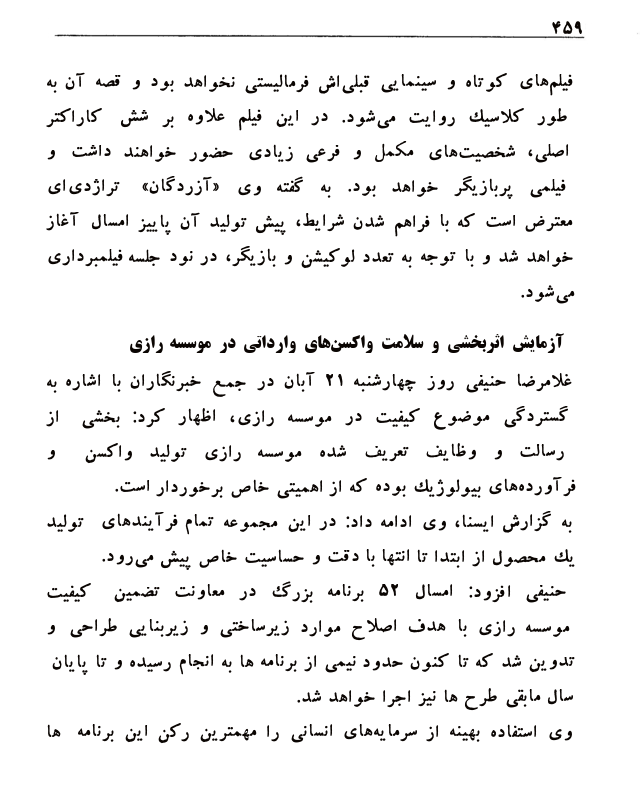 ۴۵۹
فیلم‌های کوتاه و سینمایی قبلی‌اش فرمالیستی نخواهد بود و قصه آن به
طور کلاسیك روایت می‌شود. در این فیلم علاوه بر شش کاراکتر
اصلی، شخصیت‌های مکمل و فرعی زیادی حضور خواهند داشت و
فیلمی پربازیگر خواهد بود. به گفته وی «آزردگان» تراژدی‌ای
معترض است که با فراهم شدن شرایط، پیش تولید آن پاییز امسال آغاز
خواهد شد و با توجه به تعدد لوکیشن و بازیگر، در نود جلسه فیلمبرداری
می‌شود.
آزمایش اثربخشی و سلامت واکسن‌های وارداتی در موسسه رازی
غلامرضا حنیفی روز چهارشنبه ۲۱ آبان در جمع خبرنگاران با اشاره به
گستردگی موضوع کیفیت در موسسه رازی، اظهار کرد: بخشی از
رسالت و وظایف تعریف شده موسسه رازی تولید واکسن و
فرآورده‌های بیولوژیك بوده که از اهمیتی خاص برخوردار است.
به گزارش ایسنا، وی ادامه داد: در این مجموعه تمام فرآیندهای تولید
یك محصول از ابتدا تا انتها با دقت و حساسیت خاص پیش می‌رود.
حنیفی افزود: امسال ۵۲ برنامه بزرگ در معاونت تضمین کیفیت
موسسه رازی با هدف اصلاح موارد زیرساختی و زیربنایی طراحی و
تدوین شد که تا کنون حدود نیمی از برنامه ها به انجام رسیده و تا پایان
سال مابقی طرح ها نیز اجرا خواهد شد.
وی استفاده بهینه از سرمایه‌های انسانی را مهمترین رکن این برنامه ها